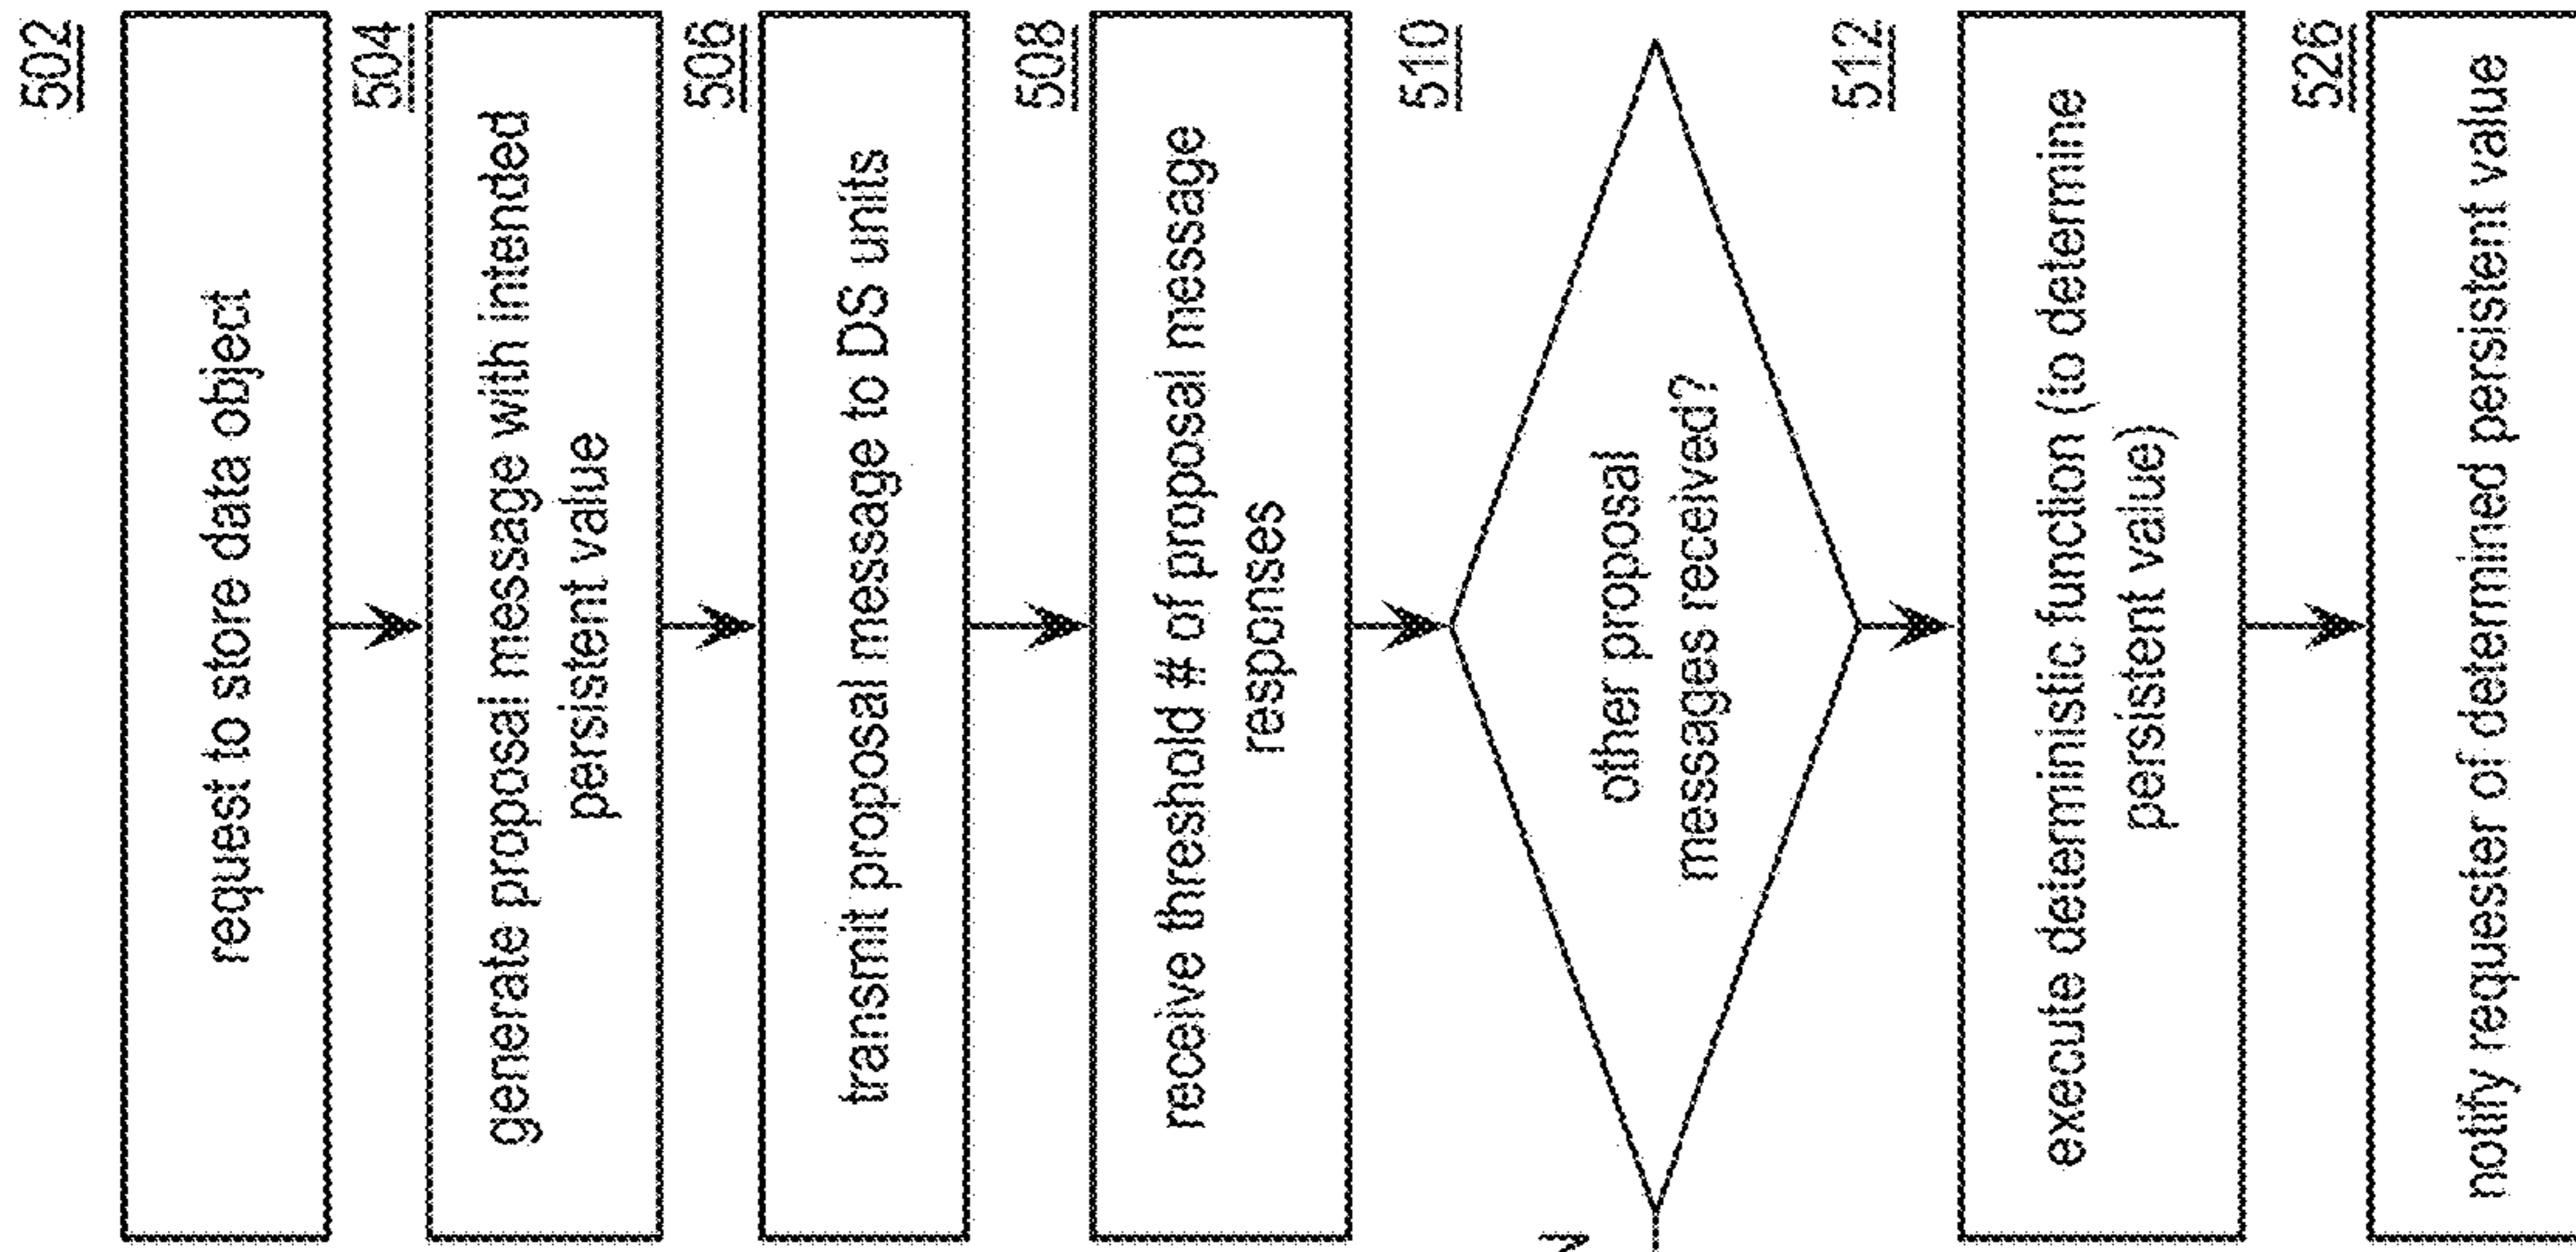 502
request to store data object
504
generate proposal message with intended
persistent value
506
transmit proposal message to DS units
508
receive threshold # of proposal message
responses
510
other proposal
messages received?
N
512
execute deterministic function (to determine
persistent value)
526
notify requester of determined persistent value